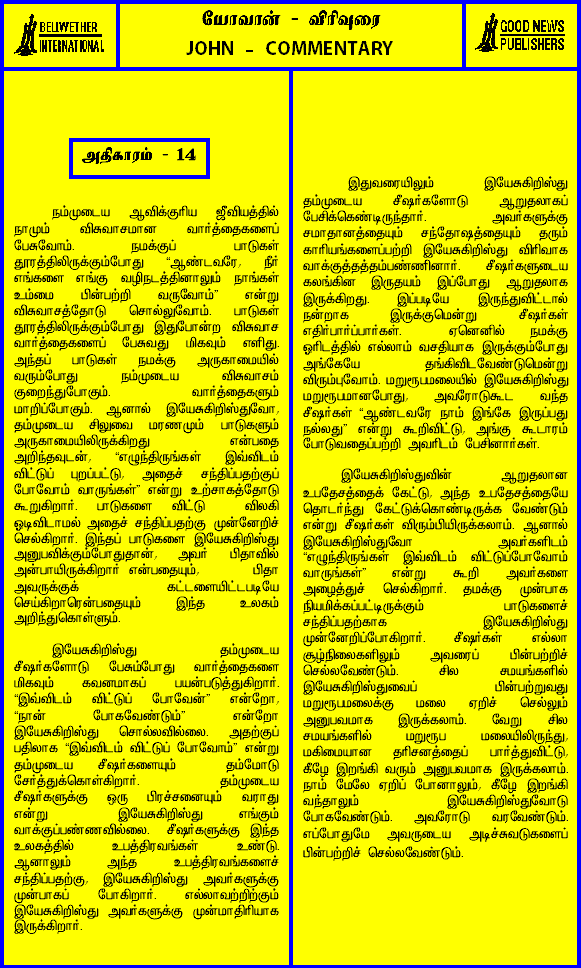 BELIWETHER
INTERNATIONAL
யோவான் - விரிவுரை
JOHN - COMMENTARY
GOOD NEWS
PUBLISHERS
அதிகாரம் - 14
நம்முடைய ஆவிக்குரிய ஜீவியத்தில்
நாமும் விசுவாசமான வார்த்தைகளைப்
பேசுவோம். நமக்குப் பாடுகள்
தூரத்திலிருக்கும்போது “ஆண்டவரே, நீர்
எங்களை எங்கு வழிநடத்தினாலும் நாங்கள்
உம்மை பின்பற்றி வருவோம்” என்று
விசுவாசத்தோடு சொல்லுவோம். பாடுகள்
தூரத்திலிருக்கும்போது இதுபோன்ற விசுவாச
வார்த்தைகளைப் பேசுவது மிகவும் எளிது.
அந்தப் பாடுகள் நமக்கு அருகாமையில்
வரும்போது நம்முடைய விசுவாசம்
குறைந்துபோகும். வார்த்தைகளும்
மாறிப்போகும். ஆனால் இயேசுகிறிஸ்துவோ,
தம்முடைய சிலுவை மரணமும் பாடுகளும்
அருகாமையிலிருக்கிறது என்பதை
அறிந்தவுடன், “எழுந்திருங்கள் இவ்விடம்
விட்டுப் புறப்பட்டு, அதைச் சந்திப்பதற்குப்
போவோம் வாருங்கள்” என்று உற்சாகத்தோடு
கூறுகிறார். பாடுகளை விட்டு விலகி
ஓடிவிடாமல் அதைச் சந்திப்பதற்கு முன்னேறிச்
செல்கிறார். இந்தப் பாடுகளை இயேசுகிறிஸ்து
அனுபவிக்கும்போதுதான், அவர் பிதாவில்
அன்பாயிருக்கிறார் என்பதையும், பிதா
அவருக்குக் கட்டளையிட்டபடியே
செய்கிறாரென்பதையும் இந்த உலகம்
அறிந்துகொள்ளும்.
இயேசுகிறிஸ்து தம்முடைய
சீஷர்களோடு பேசும்போது வார்த்தைகளை
மிகவும் கவனமாகப் பயன்படுத்துகிறார்.
“இவ்விடம் விட்டுப் போவேன்” என்றோ,
“நான் போகவேண்டும்” என்றோ
இயேசுகிறிஸ்து சொல்லவில்லை. அதற்குப்
பதிலாக “இவ்விடம் விட்டுப் போவோம்” என்று
தம்முடைய சீஷர்களையும் தம்மோடு
சேர்த்துக்கொள்கிறார். தம்முடைய
சீஷர்களுக்கு ஒரு பிரச்சனையும் வராது
என்று இயேசுகிறிஸ்து எங்கும்
வாக்குப்பண்ணவில்லை. சீஷர்களுக்கு இந்த
உலகத்தில் உபத்திரவங்கள் உண்டு.
ஆனாலும் அந்த உபத்திரவங்களைச்
சந்திப்பதற்கு, இயேசுகிறிஸ்து அவர்களுக்கு
முன்பாகப் போகிறார். எல்லாவற்றிற்கும்
இயேசுகிறிஸ்து அவர்களுக்கு முன்மாதிரியாக
இருக்கிறார்.
இதுவரையிலும் இயேசுகிறிஸ்து
தம்முடைய சீஷர்களோடு ஆறுதலாகப்
பேசிக்கெண்டிருந்தார். அவர்களுக்கு
சமாதானத்தையும் சந்தோஷத்தையும் தரும்
காரியங்களைப்பற்றி இயேசுகிறிஸ்து விரிவாக
வாக்குத்தத்தம்பண்ணினார். சீஷர்களுடைய
கலங்கின இருதயம் இப்போது ஆறுதலாக
இருக்கிறது. இப்படியே இருந்துவிட்டால்
நன்றாக இருக்குமென்று சீஷர்கள்
எதிர்பார்ப்பார்கள். ஏனெனில் நமக்கு
ஓரிடத்தில் எல்லாம் வசதியாக இருக்கும்போது
அங்கேயே தங்கிவிடவேண்டுமென்று
விரும்புவோம். மறுரூபமலையில் இயேசுகிறிஸ்து
மறுரூபமானபோது, அவரோடுகூட வந்த
சீஷர்கள் “ஆண்டவரே நாம் இங்கே இருப்பது
நல்லது” என்று கூறிவிட்டு, அங்கு கூடாரம்
போடுவதைப்பற்றி அவரிடம் பேசினார்கள்.
இயேசுகிறிஸ்துவின் ஆறுதலான
உபதேசத்தைக் கேட்டு, அந்த உபதேசத்தையே
தொடர்ந்து கேட்டுக்கொண்டிருக்க வேண்டும்
என்று சீஷர்கள் விரும்பியிருக்கலாம். ஆனால்
இயேசுகிறிஸ்துவோ அவர்களிடம்
“எழுந்திருங்கள் இவ்விடம் விட்டுப்போவோம்
வாருங்கள்” என்று கூறி அவர்களை
அழைத்துச் செல்கிறார். தமக்கு முன்பாக
நியமிக்கப்பட்டிருக்கும் பாடுகளைச்
சந்திப்பதற்காக இயேசுகிறிஸ்து
முன்னேறிப்போகிறார். சீஷர்கள் எல்லா
சூழ்நிலைகளிலும் அவரைப் பின்பற்றிச்
செல்லவேண்டும். சில சமயங்களில்
இயேசுகிறிஸ்துவைப் பின்பற்றுவது
மறுரூபமலைக்கு மலை ஏறிச் செல்லும்
அனுபவமாக இருக்கலாம். வேறு சில
சமயங்களில் மறுரூப மலையிலிருந்து,
மகிமையான தரிசனத்தைப் பார்த்துவிட்டு,
கீழே இறங்கி வரும் அனுபவமாக இருக்கலாம்.
நாம் மேலே ஏறிப் போனாலும், கீழே இறங்கி
வந்தாலும் இயேசுகிறிஸ்துவோடு
போகவேண்டும். அவரோடு வரவேண்டும்.
எப்போதுமே அவருடைய அடிச்சுவடுகளைப்
பின்பற்றிச் செல்லவேண்டும்.